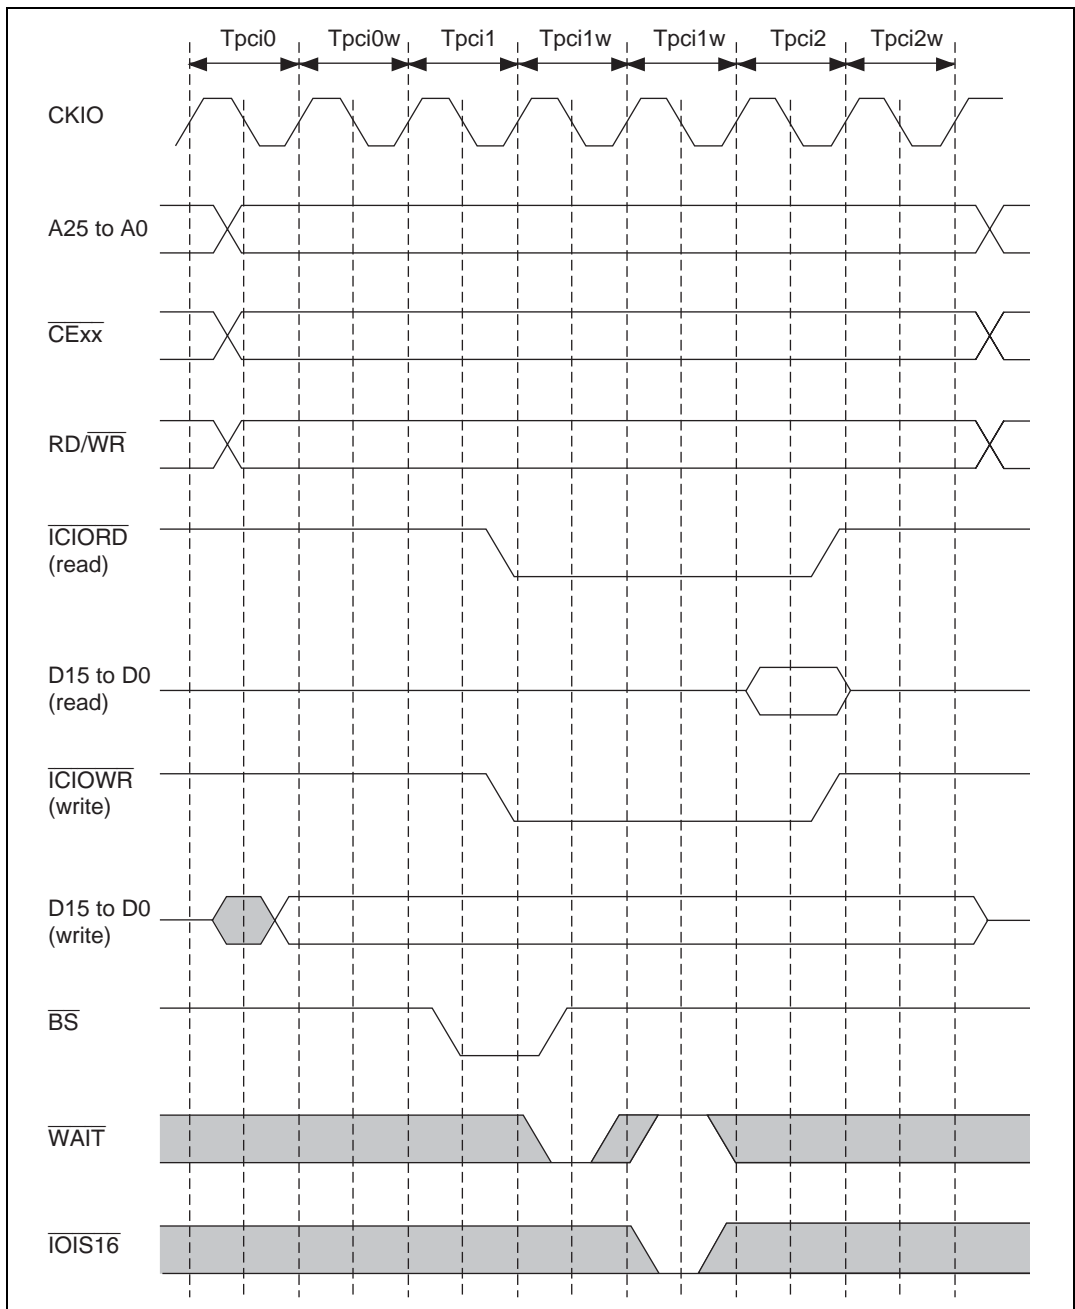 Tpci0 Tpci0w Tpci1 Tpci1w Tpci1w Tpci2 Tpci2w
CKIO
A25 to A0
CExx
RD/WR
ICIORD
(read)
D15 to D0
(read)
ICIOWR
(write)
D15 to D0
(write)
BS
WAIT
IOIS16